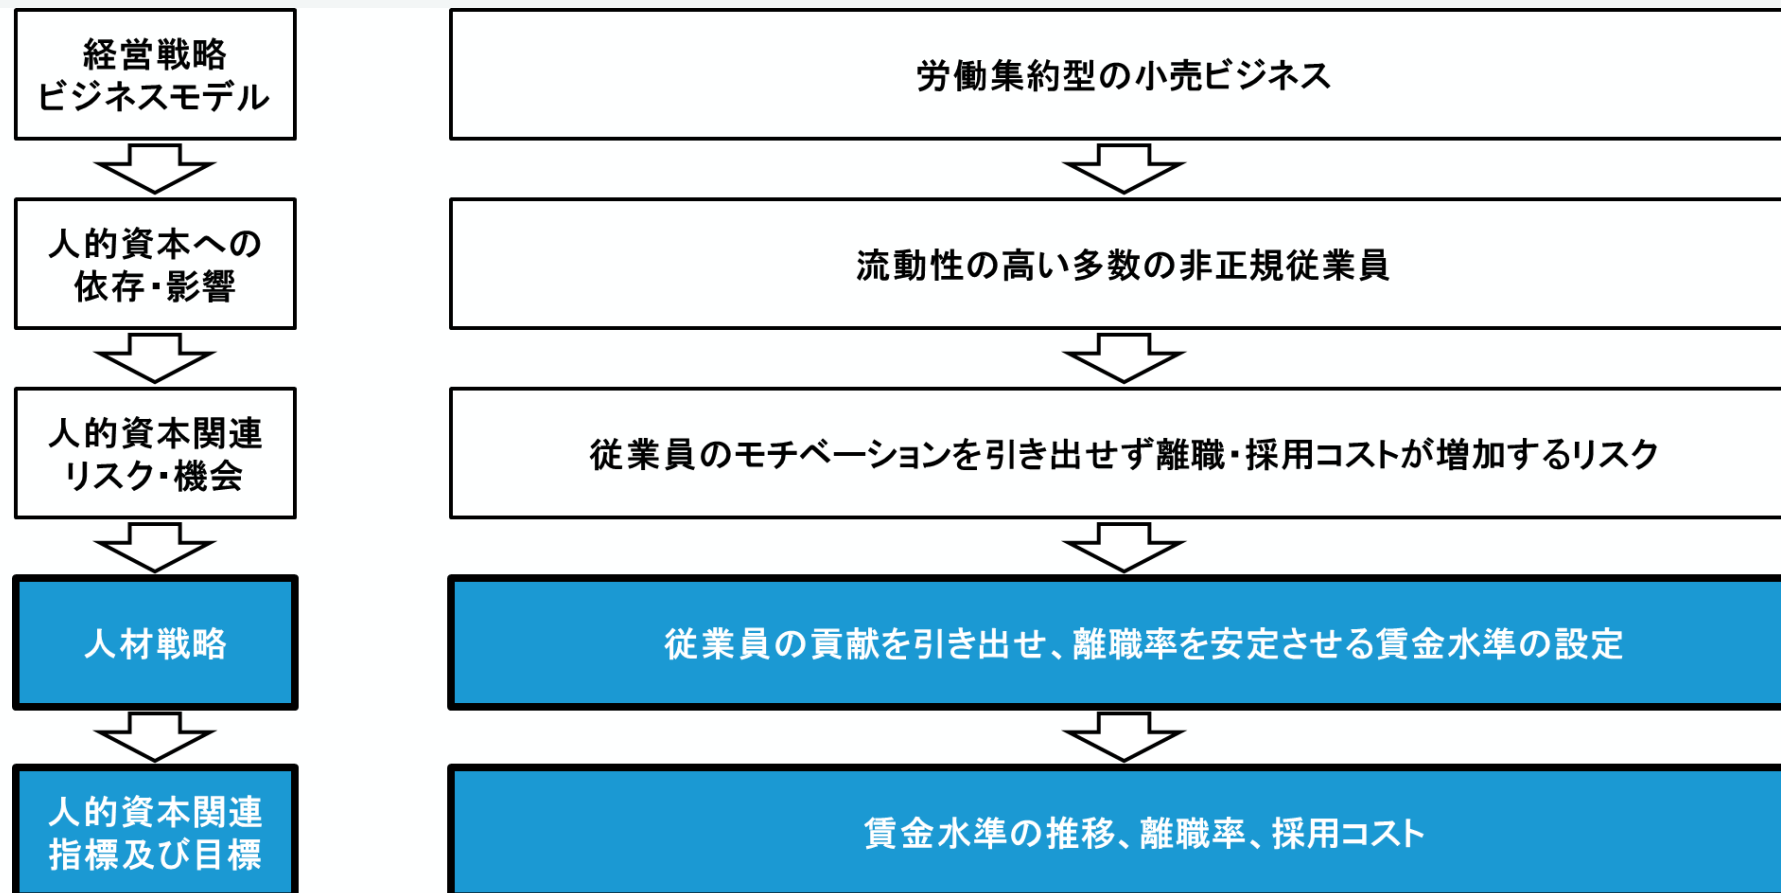 経営戦略
ビジネスモデル
労働集約型の小売ビジネス
人的資本への
依存・影響
流動性の高い多数の非正規従業員
人的資本関連
リスク・機会
従業員のモチベーションを引き出せず離職・採用コストが増加するリスク
人材戦略
従業員の貢献を引き出せ、離職率を安定させる賃金水準の設定
人的資本関連
指標及び目標
賃金水準の推移、離職率、採用コスト